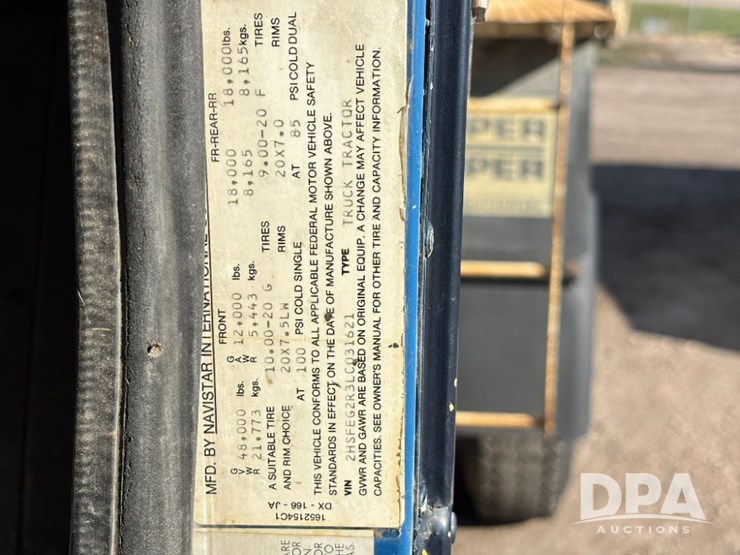 MFD. BY NAVISTAR INTERNATIONAL
FRONT FR-REAR-RR
GVWR 48,000 lbs. GAWR 12,000 lbs. 18,000 18,000lbs.
21,773 kgs. 5,443 kgs. 8,165 8,165kgs.
A SUITABLE TIRE 10.00-20 G TIRES 9.00-20 F TIRES
AND RIM CHOICE 20X7.5LW RIMS 20X7.0 RIMS
AT 100 PSI COLD SINGLE AT 85 PSI COLD DUAL
THIS VEHICLE CONFORMS TO ALL APPLICABLE FEDERAL MOTOR VEHICLE SAFETY
STANDARDS IN EFFECT ON THE DATE OF MANUFACTURE SHOWN ABOVE.
VIN 2HSFEG2R3LC031621 TYPE TRUCK TRACTOR
GVWR AND GAWR ARE BASED ON ORIGINAL EQUIP. A CHANGE MAY AFFECT VEHICLE
CAPACITIES. SEE OWNER'S MANUAL FOR OTHER TIRE AND CAPACITY INFORMATION.
DX - 166 - JA
1652154C1
PER
PER
DPA
AUCTIONS